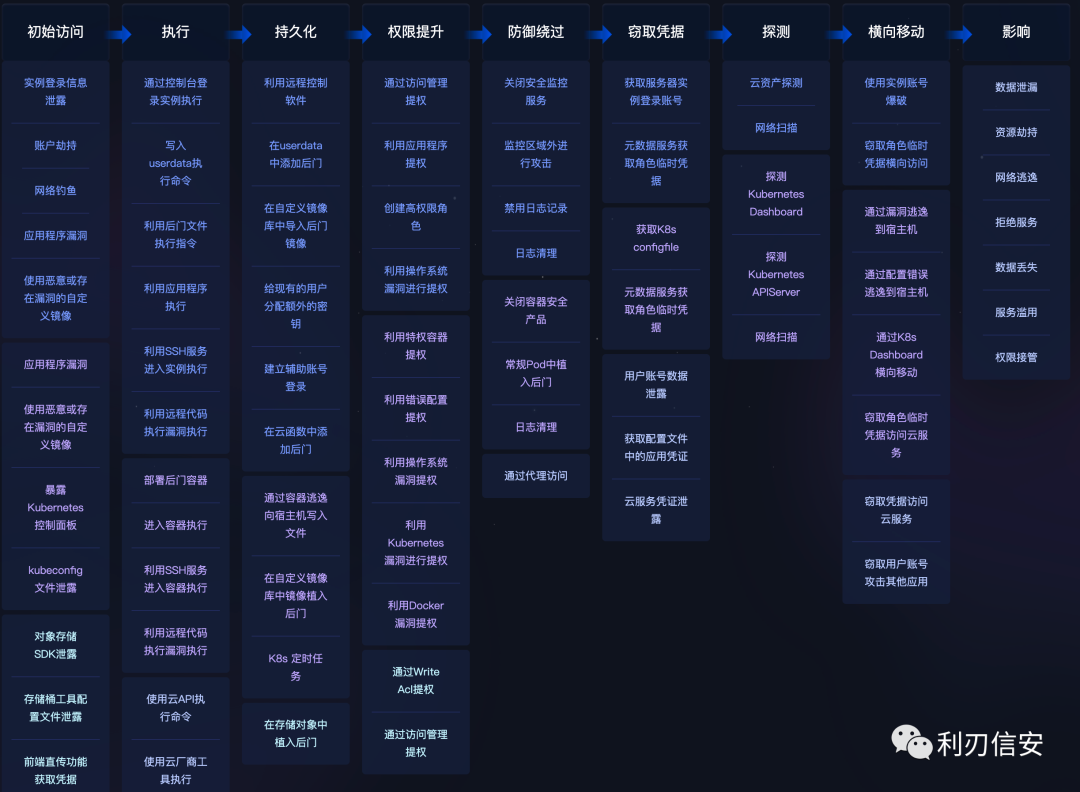 初始访问
执行
持久化
权限提升
防御绕过
窃取凭据
探测
横向移动
影响
实例登录信息
泄露
账户劫持
网络钓鱼
应用程序漏洞
使用恶意或存
在漏洞的自定
义镜像
应用程序漏洞
使用恶意或存
在漏洞的自定
义镜像
暴露
Kubernetes
控制面板
kubeconfig
文件泄露
对象存储
SDK泄露
存储桶工具配
置文件泄露
前端直传功能
获取凭据
通过控制台登
录实例执行
写入
userdata执
行命令
利用后门文件
执行指令
利用应用程序
执行
利用SSH服务
进入实例执行
利用远程代码
执行漏洞执行
部署后门容器
进入容器执行
利用SSH服务
进入容器执行
利用远程代码
执行漏洞执行
使用云API执
行命令
使用云厂商工
具执行
利用远程控制
软件
在userdata
中添加后门
在自定义镜像
库中导入后门
镜像
给现有的用户
分配额外的密
钥
建立辅助账号
登录
在云函数中添
加后门
通过容器逃逸
向宿主机写入
文件
在自定义镜像
库中镜像植入
后门
K8s 定时任
务
在存储对象中
植入后门
通过访问管理
提权
利用应用程序
提权
创建高权限角
色
利用操作系统
漏洞进行提权
利用特权容器
提权
利用错误配置
提权
利用操作系统
漏洞提权
利用
Kubernetes
漏洞进行提权
利用Docker
漏洞提权
通过Write
Acl提权
通过访问管理
提权
关闭安全监控
服务
监控区域外进
行攻击
禁用日志记录
日志清理
关闭容器安全
产品
常规Pod中植
入后门
日志清理
通过代理访问
获取服务器实
例登录账号
元数据服务获
取角色临时凭
据
获取K8s
configfile
元数据服务获
取角色临时凭
据
用户账号数据
泄露
获取配置文件
中的应用凭证
云服务凭证泄
露
云资产探测
网络扫描
探测
Kubernetes
Dashboard
探测
Kubernetes
APIServer
网络扫描
使用实例账号
爆破
窃取角色临时
凭据横向访问
通过漏洞逃逸
到宿主机
通过配置错误
逃逸到宿主机
通过K8s
Dashboard
横向移动
窃取角色临时
凭据访问云服
务
窃取凭据访问
云服务
窃取用户账号
攻击其他应用
数据泄漏
资源劫持
网络逃逸
拒绝服务
数据丢失
服务滥用
权限接管
利刃信安